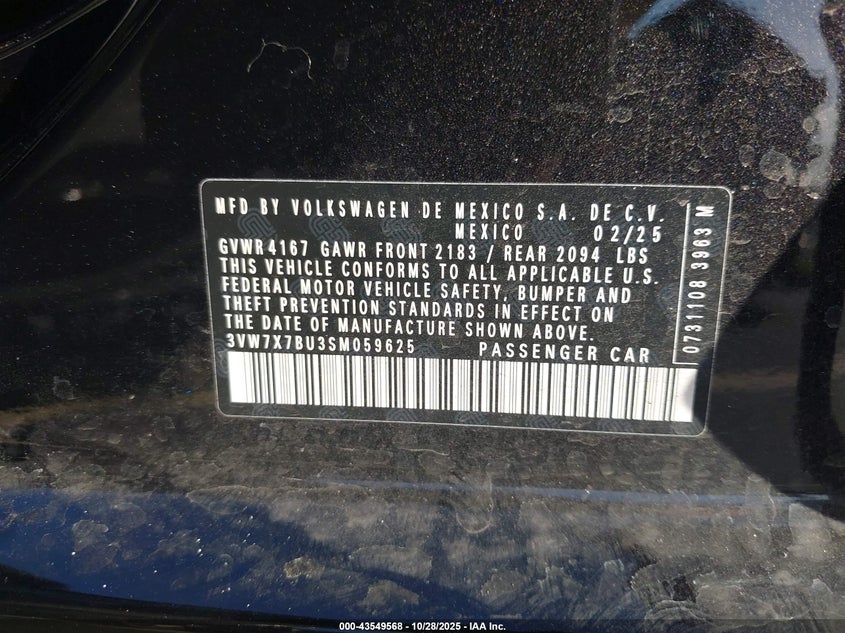 MFD BY VOLKSWAGEN DE MEXICO S.A. DE C.V.
MEXICO 02/25
GVWR 4167 GAWR FRONT 2183 / REAR 2094 LBS
THIS VEHICLE CONFORMS TO ALL APPLICABLE U.S.
FEDERAL MOTOR VEHICLE SAFETY, BUMPER AND
THEFT PREVENTION STANDARDS IN EFFECT ON
THE DATE OF MANUFACTURE SHOWN ABOVE.
3VW7X7BU3SM059625 PASSENGER CAR
0731108 3963 M
000-43549568 - 10/28/2025 - IAA Inc.